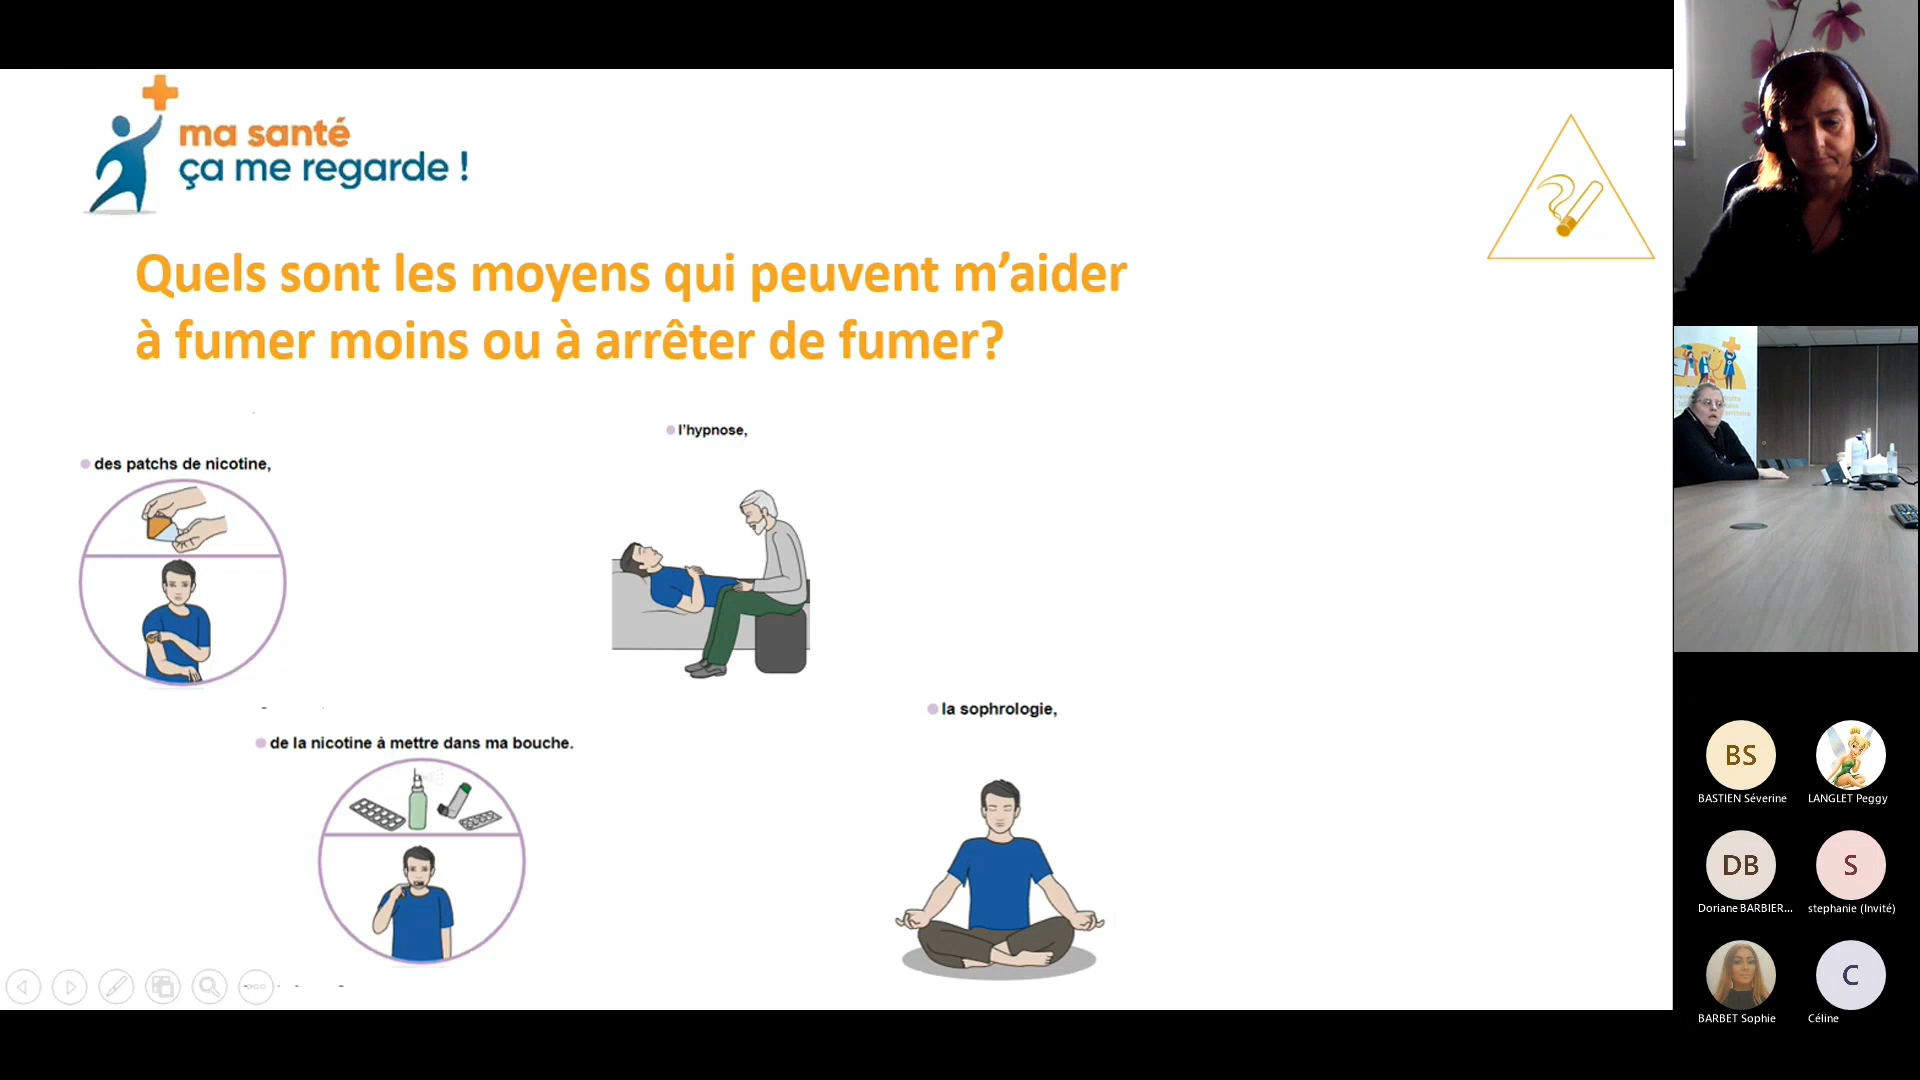 ma santé
ça me regarde !
Quels sont les moyens qui peuvent m’aider
à fumer moins ou à arrêter de fumer?
l’hypnose,
des patchs de nicotine,
la sophrologie,
de la nicotine à mettre dans ma bouche.
BS
BASTIEN Séverine
LANGLET Peggy
DB
S
Doriane BARBIER...
stephanie (Invité)
C
BARBET Sophie
Céline